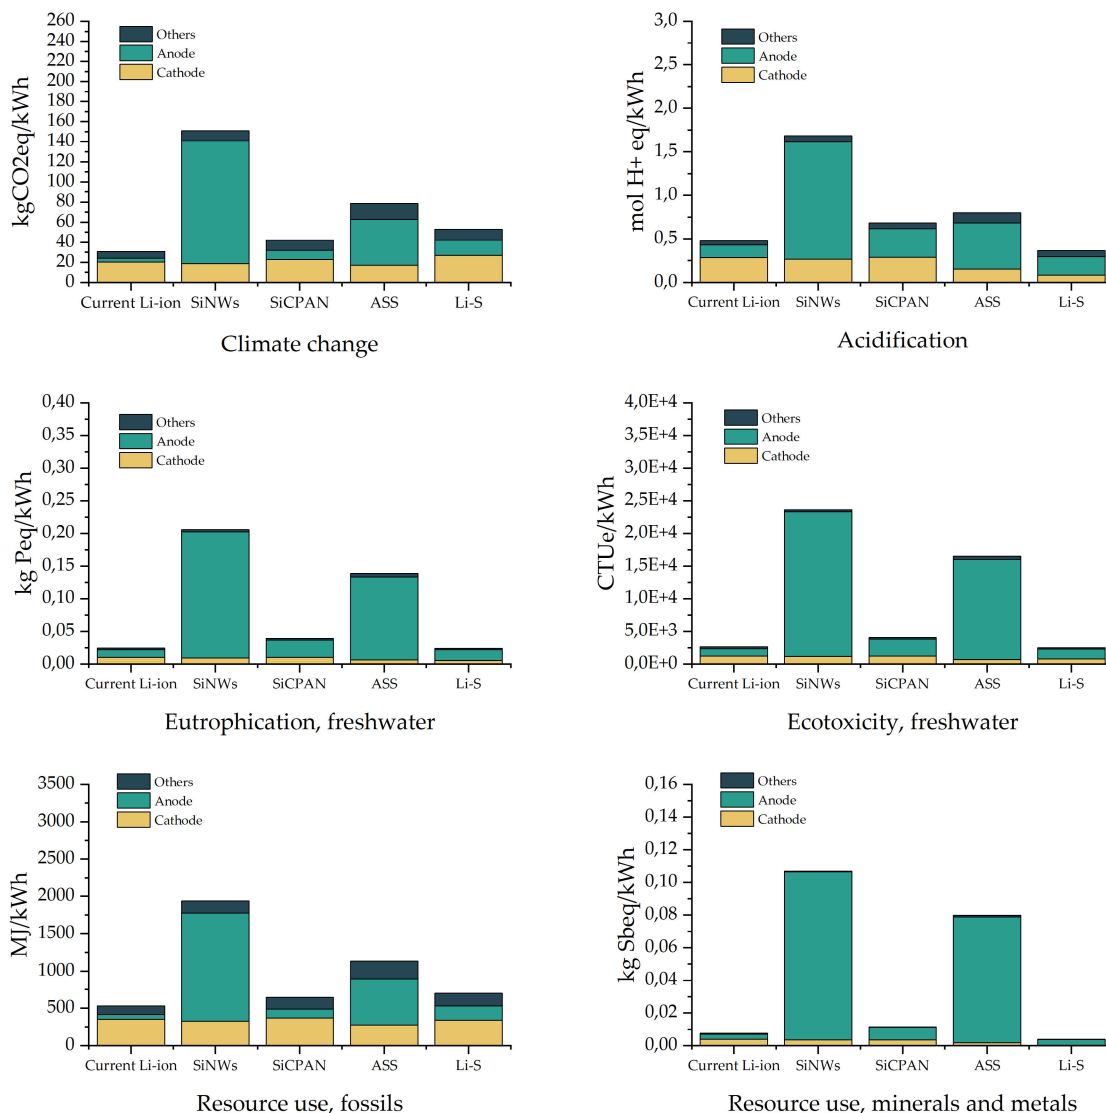 260
240
220
200
180
160
140
120
100
80
60
40
20
0
kgCO2eq/kWh
Others
Anode
Cathode
Current Li-ion SiNWs SiCPAN ASS Li-S
Climate change
3,0
2,5
2,0
1,5
1,0
0,5
0,0
mol H+ eq/kWh
Others
Anode
Cathode
Current Li-ion SiNWs SiCPAN ASS Li-S
Acidification
0,40
0,35
0,30
0,25
0,20
0,15
0,10
0,05
0,00
kg Peq/kWh
Others
Anode
Cathode
Current Li-ion SiNWs SiCPAN ASS Li-S
Eutrophication, freshwater
4,0E+4
3,5E+4
3,0E+4
2,5E+4
2,0E+4
1,5E+4
1,0E+4
5,0E+3
0,0E+0
CTUe/kWh
Others
Anode
Cathode
Current Li-ion SiNWs SiCPAN ASS Li-S
Ecotoxicity, freshwater
3500
3000
2500
2000
1500
1000
500
0
MJ/kWh
Others
Anode
Cathode
Current Li-ion SiNWs SiCPAN ASS Li-S
Resource use, fossils
0,16
0,14
0,12
0,10
0,08
0,06
0,04
0,02
0,00
kg Sbeq/kWh
Others
Anode
Cathode
Current Li-ion SiNWs SiCPAN ASS Li-S
Resource use, minerals and metals